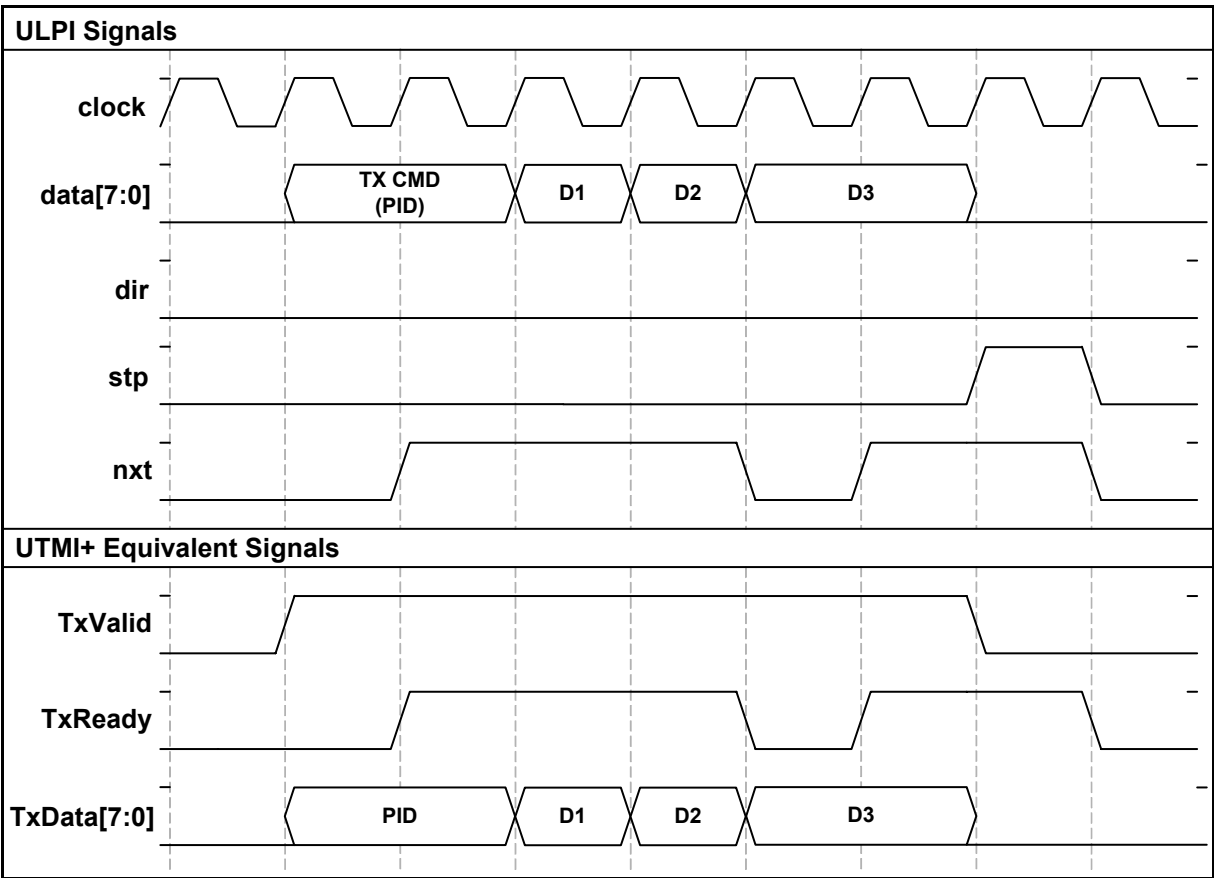 ULPI Signals
clock
data[7:0]
TX CMD
(PID)
D1
D2
D3
dir
stp
nxt
UTMI+ Equivalent Signals
TxValid
TxReady
TxData[7:0]
PID
D1
D2
D3